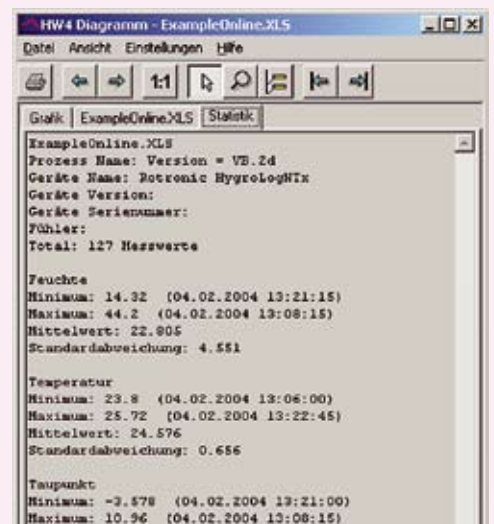 HW4 Diagramm - ExampleOnline.XLS
Datei Ansicht Einstellungen Hilfe
1:1
Grafik ExampleOnline.XLS Statistik
ExampleOnline.XLS
Prozess Name: Version = VB.2d
Geräte Name: Rotronic HygroLogNTx
Geräte Version:
Geräte Serienummer:
Fühler:
Total: 127 Messwerte
Feuchte
Minimum: 14.32 (04.02.2004 13:21:15)
Maximum: 44.2 (04.02.2004 13:08:15)
Mittelwert: 22.805
Standardabweichung: 4.551
Temperatur
Minimum: 23.8 (04.02.2004 13:06:00)
Maximum: 25.72 (04.02.2004 13:22:45)
Mittelwert: 24.576
Standardabweichung: 0.656
Taupunkt
Minimum: -3.578 (04.02.2004 13:21:00)
Maximum: 10.96 (04.02.2004 13:08:15)